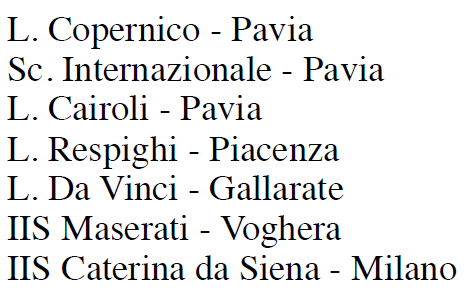 L. Copernico - Pavia
Sc. Internazionale - Pavia
L. Cairoli - Pavia
L. Respighi - Piacenza
L. Da Vinci - Gallarate
IIS Maserati - Voghera
IIS Caterina da Siena - Milano